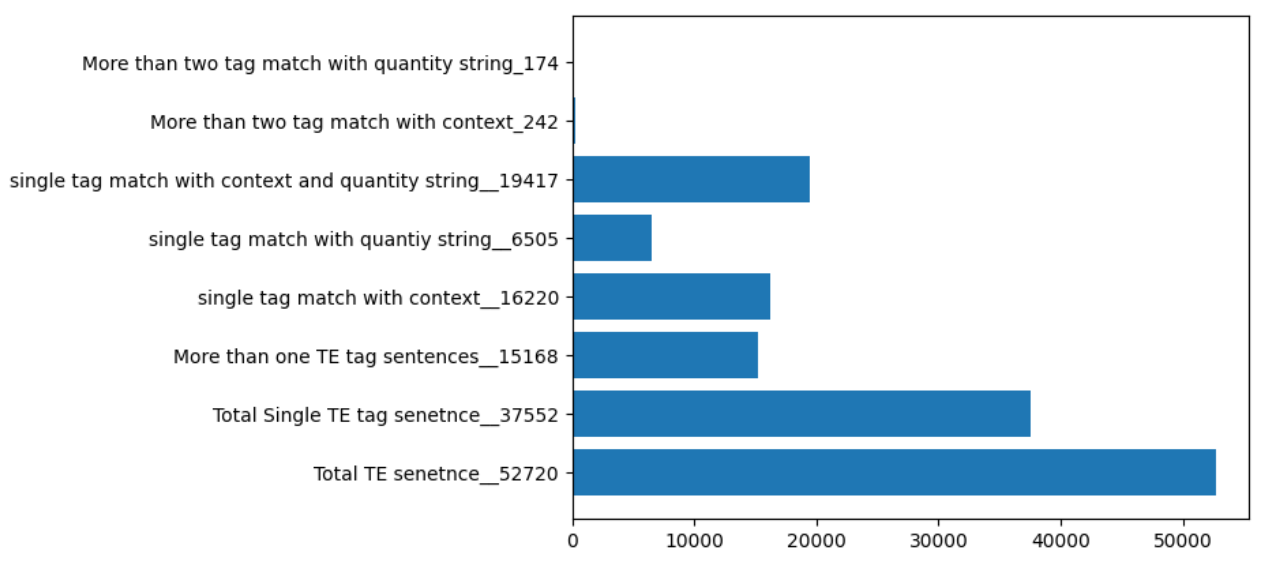 More than two tag match with quantity string_174
More than two tag match with context_242
single tag match with context and quantity string__19417
single tag match with quantiy string__6505
single tag match with context__16220
More than one TE tag sentences__15168
Total Single TE tag senetnce__37552
Total TE senetnce__52720
0 10000 20000 30000 40000 50000